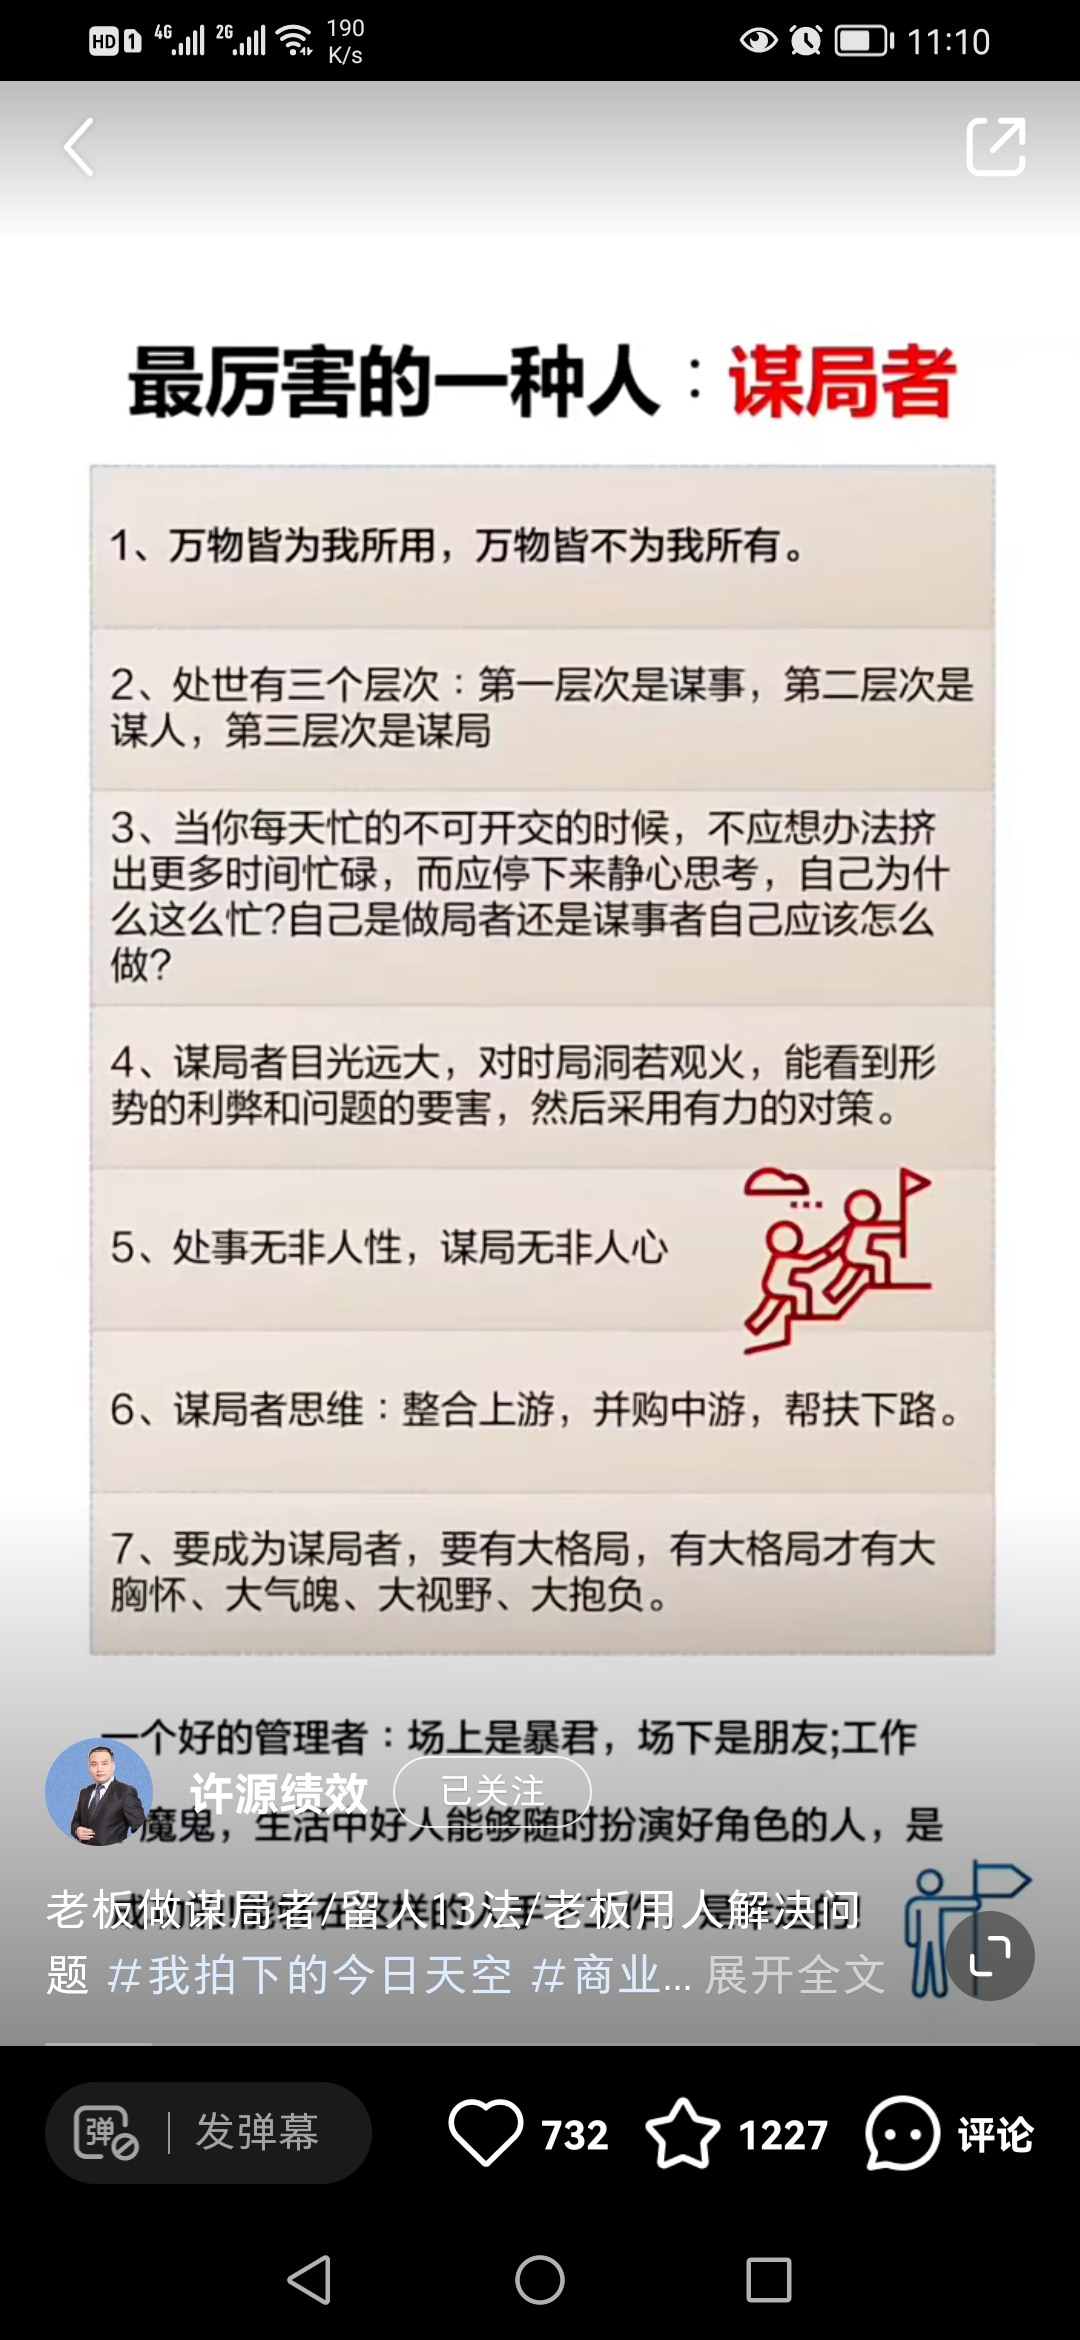 HD 1 4G 2G 190 K/s 11:10
最厉害的一种人：谋局者
1、万物皆为我所用，万物皆不为我所有。
2、处世有三个层次：第一层次是谋事，第二层次是
谋人，第三层次是谋局
3、当你每天忙的不可开交的时候，不应想办法挤
出更多时间忙碌，而应停下来静心思考，自己为什
么这么忙?自己是做局者还是谋事者自己应该怎么
做?
4、谋局者目光远大，对时局洞若观火，能看到形
势的利弊和问题的要害，然后采用有力的对策。
5、处事无非人性，谋局无非人心
6、谋局者思维：整合上游，并购中游，帮扶下路。
7、要成为谋局者，要有大格局，有大格局才有大
胸怀、大气魄、大视野、大抱负。
一个好的管理者：场上是暴君，场下是朋友;工作
许源绩效 已关注
魔鬼，生活中好人能够随时扮演好角色的人，是
老板做谋局者/留人13法/老板用人解决问
题 #我拍下的今日天空 #商业... 展开全文
弹 发弹幕 732 1227 评论